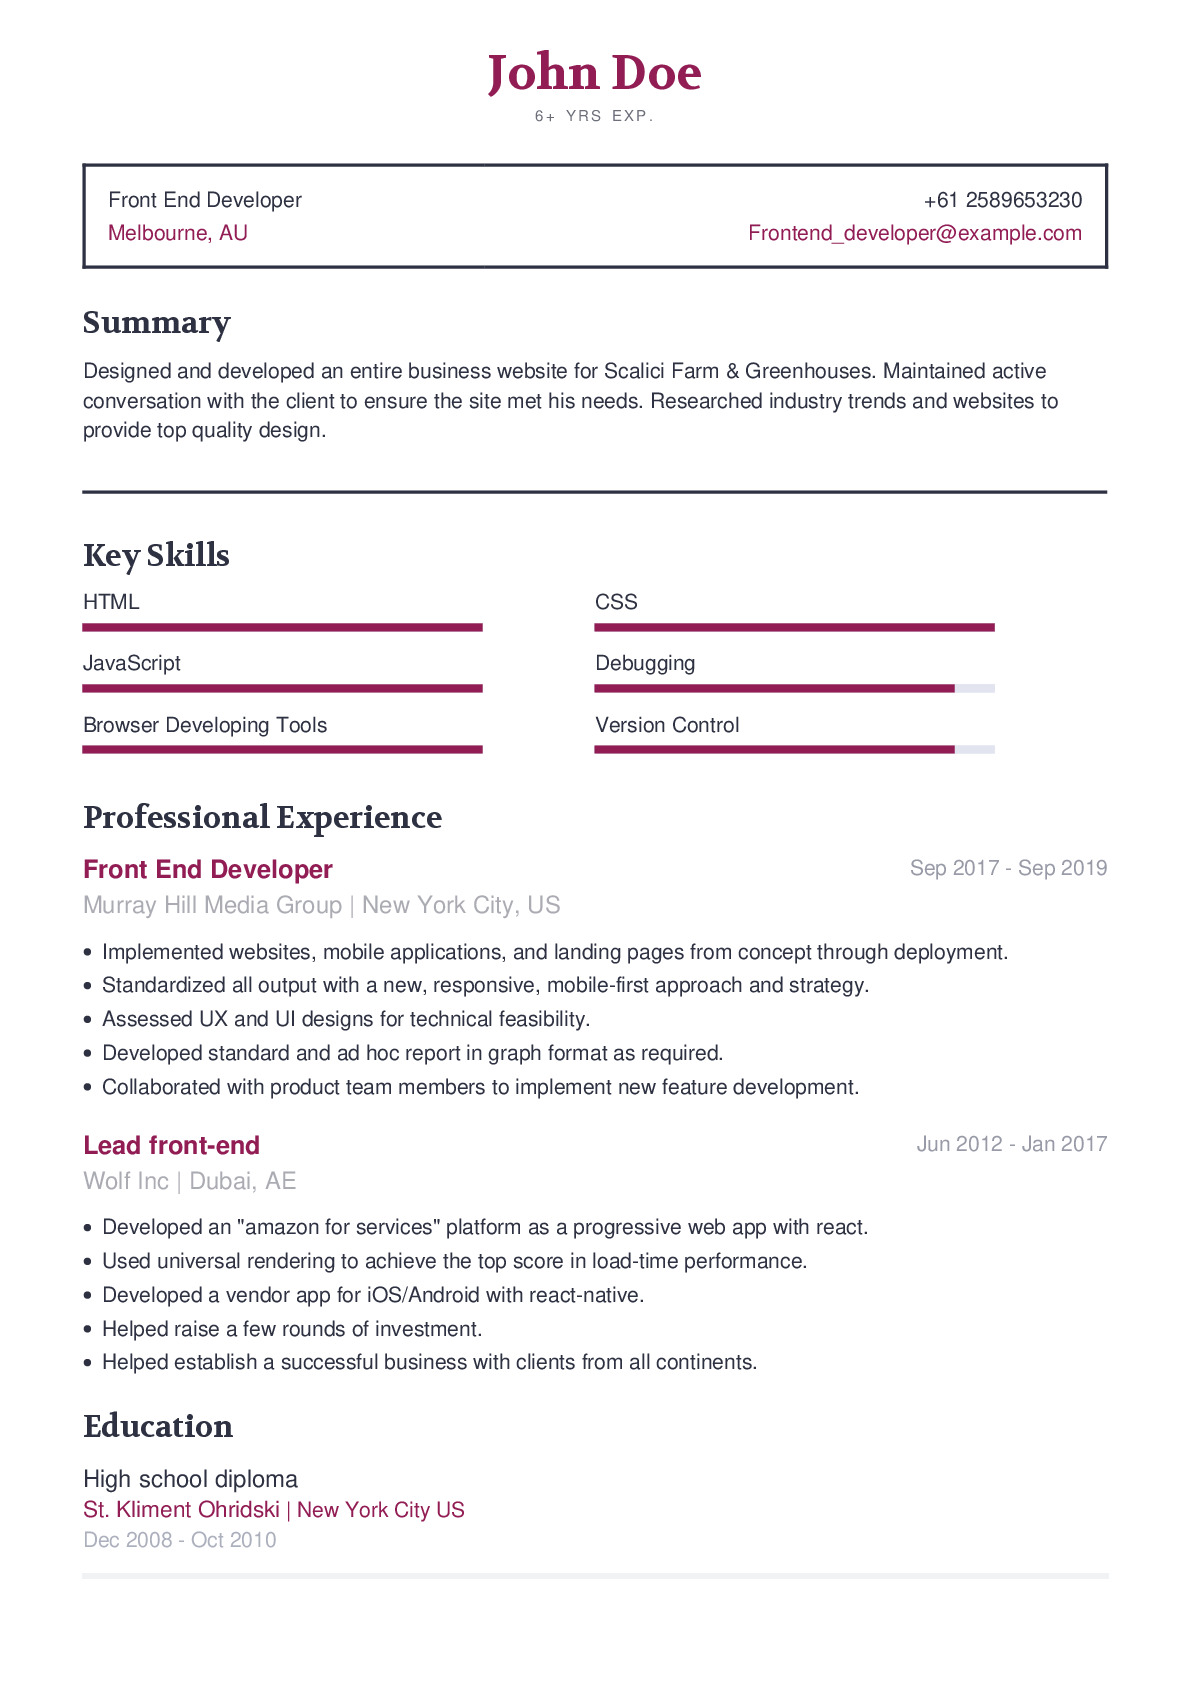 John Doe
6+ YRS EXP.
Front End Developer
+61 2589653230
Melbourne, AU
Frontend_developer@example.com
Summary
Designed and developed an entire business website for Scalici Farm & Greenhouses. Maintained active
conversation with the client to ensure the site met his needs. Researched industry trends and websites to
provide top quality design.
Key Skills
HTML
CSS
JavaScript
Debugging
Browser Developing Tools
Version Control
Professional Experience
Front End Developer
Sep 2017 - Sep 2019
Murray Hill Media Group | New York City, US
• Implemented websites, mobile applications, and landing pages from concept through deployment.
• Standardized all output with a new, responsive, mobile-first approach and strategy.
• Assessed UX and UI designs for technical feasibility.
• Developed standard and ad hoc report in graph format as required.
• Collaborated with product team members to implement new feature development.
Lead front-end
Jun 2012 - Jan 2017
Wolf Inc | Dubai, AE
• Developed an "amazon for services" platform as a progressive web app with react.
• Used universal rendering to achieve the top score in load-time performance.
• Developed a vendor app for iOS/Android with react-native.
• Helped raise a few rounds of investment.
• Helped establish a successful business with clients from all continents.
Education
High school diploma
St. Kliment Ohridski | New York City US
Dec 2008 - Oct 2010